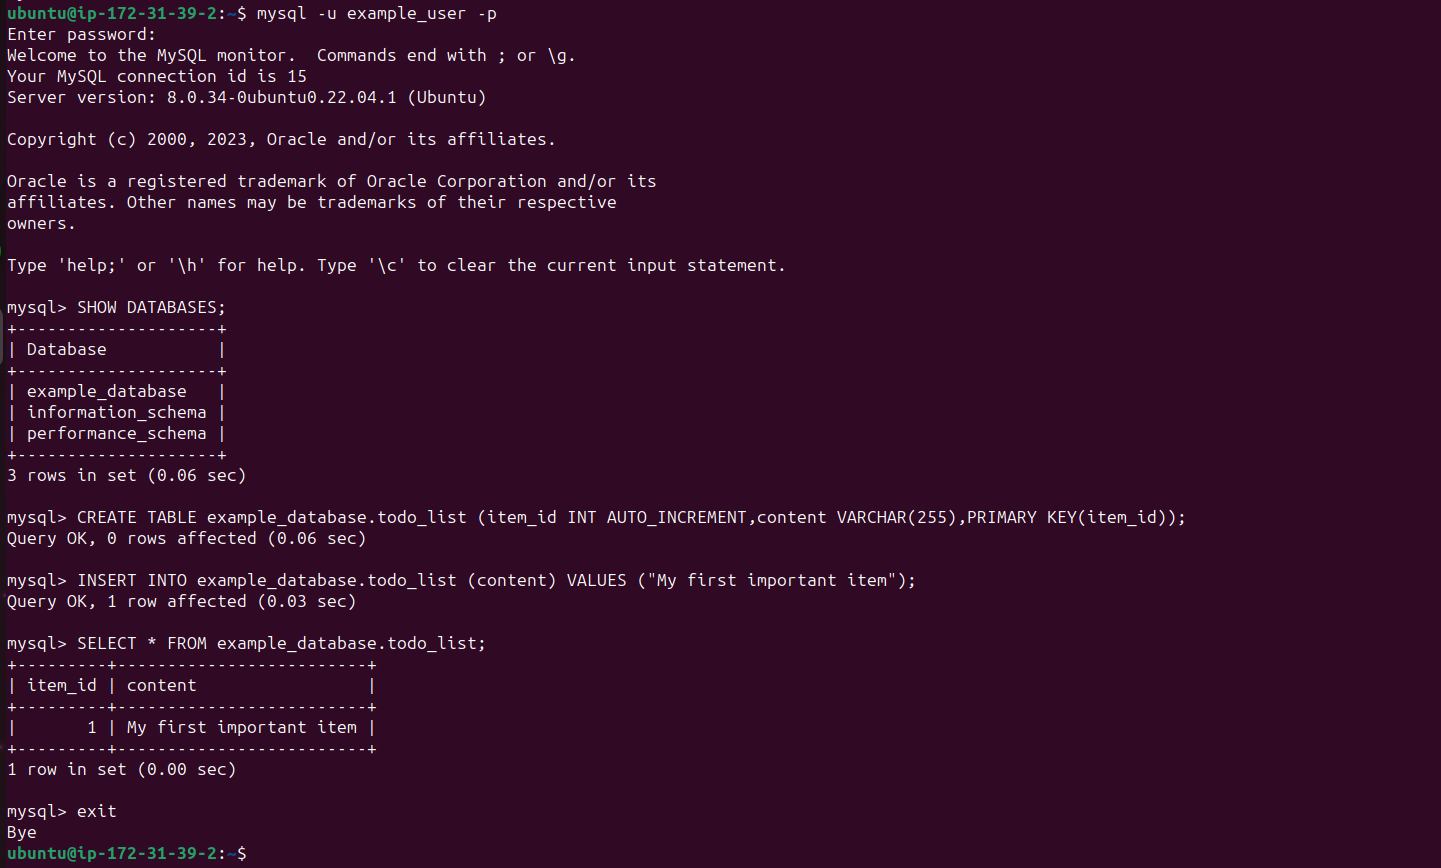 ubuntu@ip-172-31-39-2:~$ mysql -u example_user -p
Enter password:
Welcome to the MySQL monitor.  Commands end with ; or \g.
Your MySQL connection id is 15
Server version: 8.0.34-0ubuntu0.22.04.1 (Ubuntu)

Copyright (c) 2000, 2023, Oracle and/or its affiliates.

Oracle is a registered trademark of Oracle Corporation and/or its
affiliates. Other names may be trademarks of their respective
owners.

Type 'help;' or '\h' for help. Type '\c' to clear the current input statement.

mysql> SHOW DATABASES;
+--------------------+
| Database           |
+--------------------+
| example_database   |
| information_schema |
| performance_schema |
+--------------------+
3 rows in set (0.06 sec)

mysql> CREATE TABLE example_database.todo_list (item_id INT AUTO_INCREMENT,content VARCHAR(255),PRIMARY KEY(item_id));
Query OK, 0 rows affected (0.06 sec)

mysql> INSERT INTO example_database.todo_list (content) VALUES ("My first important item");
Query OK, 1 row affected (0.03 sec)

mysql> SELECT * FROM example_database.todo_list;
+---------+-------------------------+
| item_id | content                 |
+---------+-------------------------+
|       1 | My first important item |
+---------+-------------------------+
1 row in set (0.00 sec)

mysql> exit
Bye
ubuntu@ip-172-31-39-2:~$